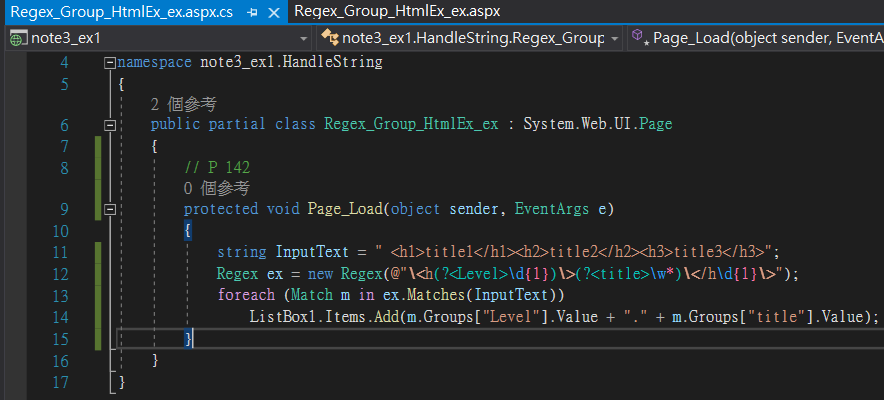 Regex_Group_HtmlEx_ex.aspx.cs Regex_Group_HtmlEx_ex.aspx
note3_ex1 note3_ex1.HandleString.Regex_Group Page_Load(object sender, EventA
4 namespace note3_ex1.HandleString
5 {
2 個參考
6 public partial class Regex_Group_HtmlEx_ex : System.Web.UI.Page
7 {
8 // P 142
0 個參考
9 protected void Page_Load(object sender, EventArgs e)
10 {
11 string InputText = " <h1>title1</h1><h2>title2</h2><h3>title3</h3>";
12 Regex ex = new Regex(@"\<h(?<Level>\d{1})\>(?<title>\w*)\</h\d{1}\>");
13 foreach (Match m in ex.Matches(InputText))
14 ListBox1.Items.Add(m.Groups["Level"].Value + "." + m.Groups["title"].Value);
15 }
16 }
17 }